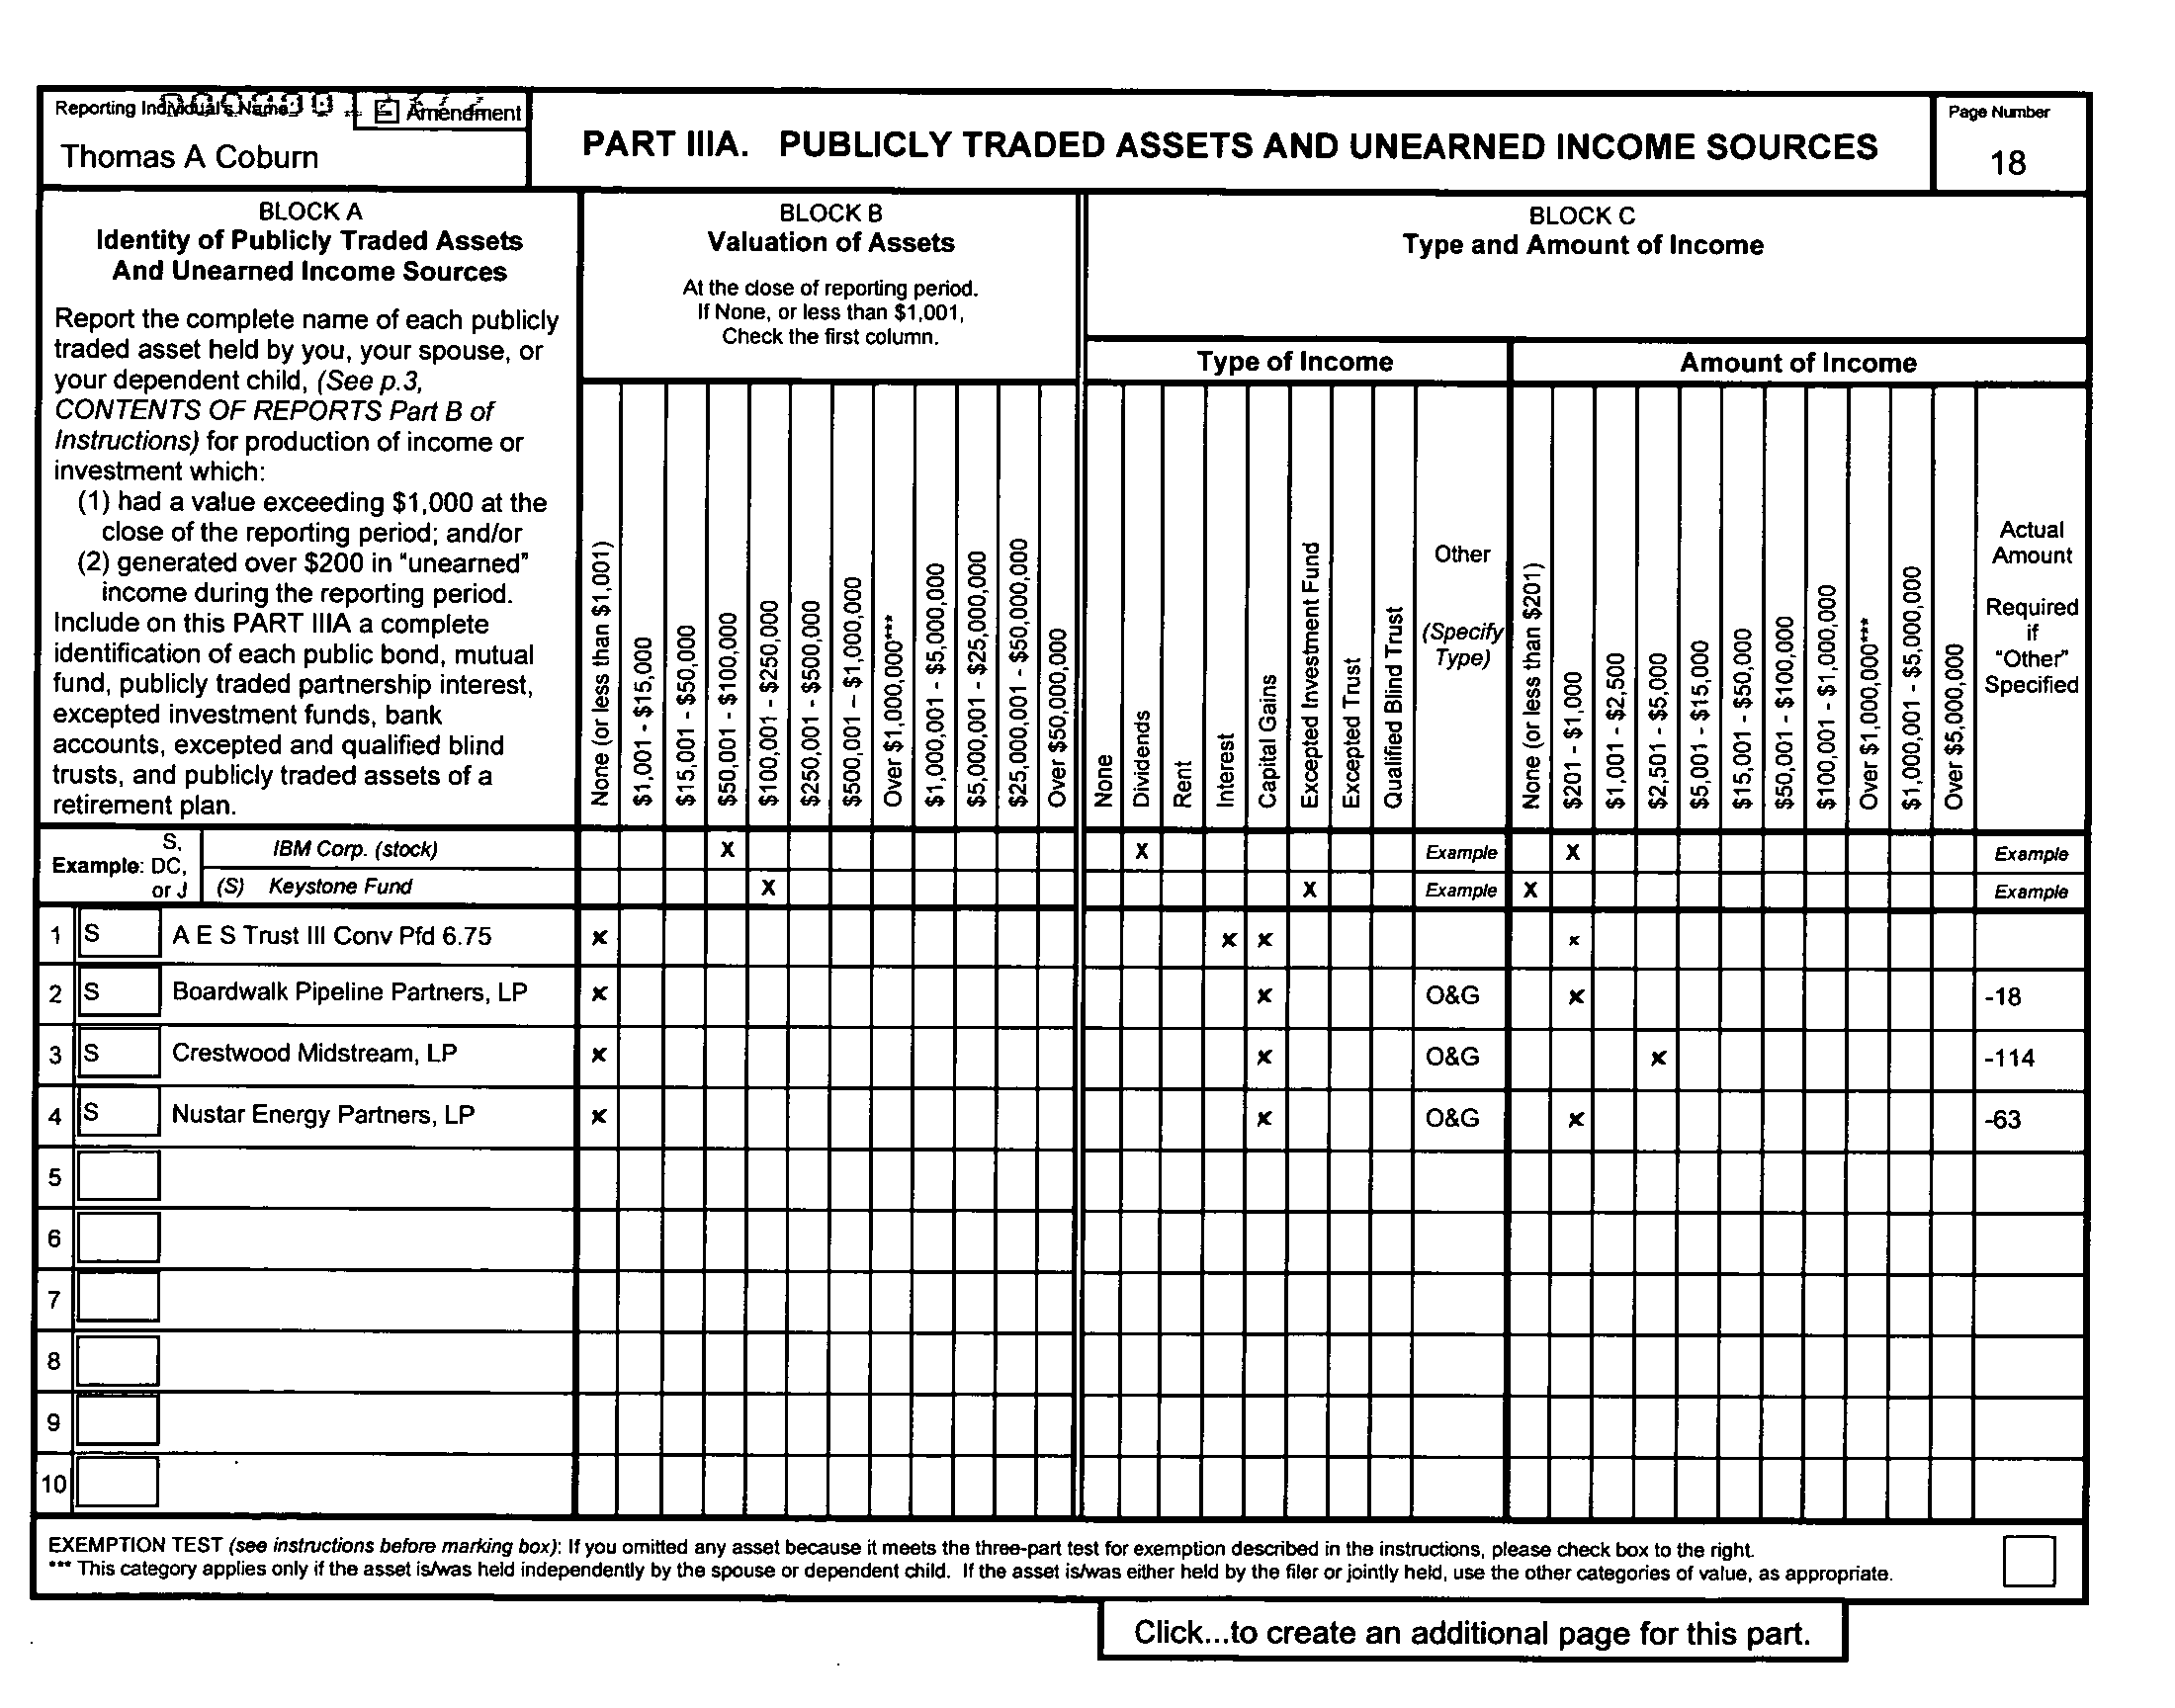 Reporting Individual's Name
Amendment
Thomas A Coburn
PART IIIA. PUBLICLY TRADED ASSETS AND UNEARNED INCOME SOURCES
Page Number
18
BLOCK A
Identity of Publicly Traded Assets
And Unearned Income Sources
Report the complete name of each publicly
traded asset held by you, your spouse, or
your dependent child, (See p.3,
CONTENTS OF REPORTS Part B of
Instructions) for production of income or
investment which:
(1) had a value exceeding $1,000 at the
close of the reporting period; and/or
(2) generated over $200 in "unearned"
income during the reporting period.
Include on this PART IIIA a complete
identification of each public bond, mutual
fund, publicly traded partnership interest,
excepted investment funds, bank
accounts, excepted and qualified blind
trusts, and publicly traded assets of a
retirement plan.
BLOCK B
Valuation of Assets
At the close of reporting period.
If None, or less than $1,001,
Check the first column.
None (or less than $1,001)
$1,001 - $15,000
$15,001 - $50,000
$50,001 - $100,000
$100,001 - $250,000
$250,001 - $500,000
$500,001 – $1,000,000
Over $1,000,000***
$1,000,001 - $5,000,000
$5,000,001 - $25,000,000
$25,000,001 - $50,000,000
Over $50,000,000
BLOCK C
Type and Amount of Income
Type of Income
None
Dividends
Rent
Interest
Capital Gains
Excepted Investment Fund
Excepted Trust
Qualified Blind Trust
Other
(Specify
Type)
Amount of Income
None (or less than $201)
$201 - $1,000
$1,001 - $2,500
$2,501 - $5,000
$5,001 - $15,000
$15,001 - $50,000
$50,001 - $100,000
$100,001 - $1,000,000
Over $1,000,000***
$1,000,001 - $5,000,000
Over $5,000,000
Actual
Amount
Required
if
"Other"
Specified
Example: S, DC, or J
IBM Corp. (stock) X X Example X Example
(S) Keystone Fund X X Example X Example
1 S A E S Trust III Conv Pfd 6.75 x x x x
2 S Boardwalk Pipeline Partners, LP x x O&G x -18
3 S Crestwood Midstream, LP x x O&G x -114
4 S Nustar Energy Partners, LP x x O&G x -63
5
6
7
8
9
10
EXEMPTION TEST (see instructions before marking box): If you omitted any asset because it meets the three-part test for exemption described in the instructions, please check box to the right.
*** This category applies only if the asset is/was held independently by the spouse or dependent child. If the asset is/was either held by the filer or jointly held, use the other categories of value, as appropriate.
Click...to create an additional page for this part.